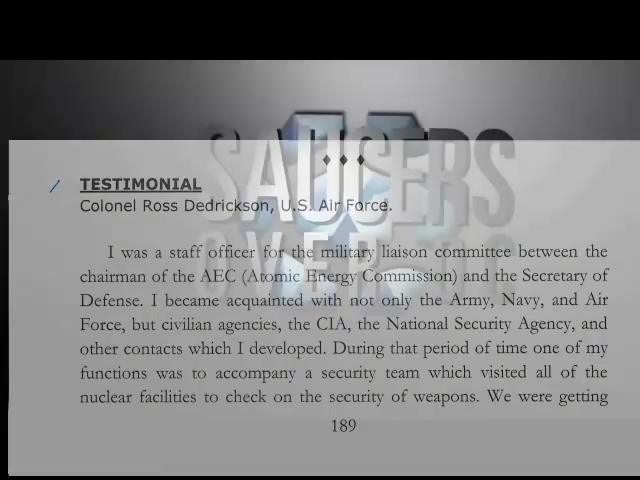 SAUCERS
OVER D.C.
♦♦♦
TESTIMONIAL
Colonel Ross Dedrickson, U.S. Air Force.
I was a staff officer for the military liaison committee between the
chairman of the AEC (Atomic Energy Commission) and the Secretary of
Defense. I became acquainted with not only the Army, Navy, and Air
Force, but civilian agencies, the CIA, the National Security Agency, and
other contacts which I developed. During that period of time one of my
functions was to accompany a security team which visited all of the
nuclear facilities to check on the security of weapons. We were getting
189